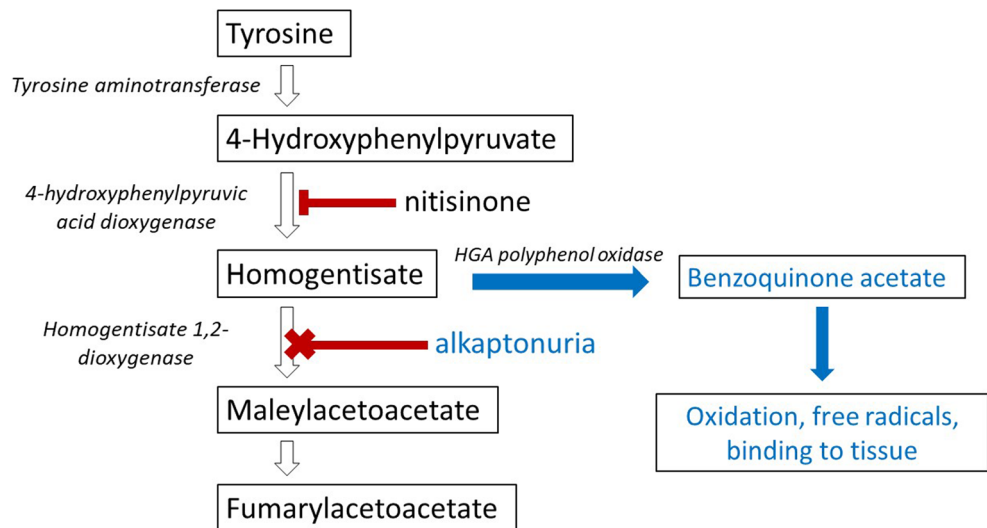 Tyrosine
Tyrosine aminotransferase
4-Hydroxyphenylpyruvate
4-hydroxyphenylpyruvic
acid dioxygenase
nitisinone
Homogentisate
HGA polyphenol oxidase
Benzoquinone acetate
Homogentisate 1,2-
dioxygenase
alkaptonuria
Maleylacetoacetate
Oxidation, free radicals,
binding to tissue
Fumarylacetoacetate